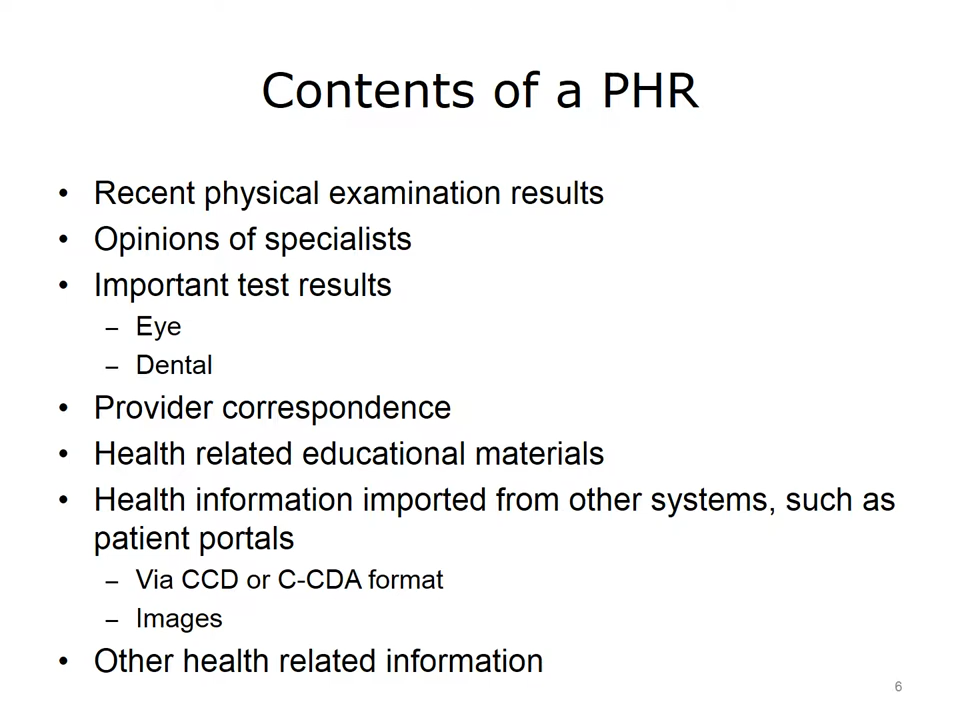 Contents of a PHR
• Recent physical examination results
• Opinions of specialists
• Important test results
– Eye
– Dental
• Provider correspondence
• Health related educational materials
• Health information imported from other systems, such as
patient portals
– Via CCD or C-CDA format
– Images
• Other health related information
6